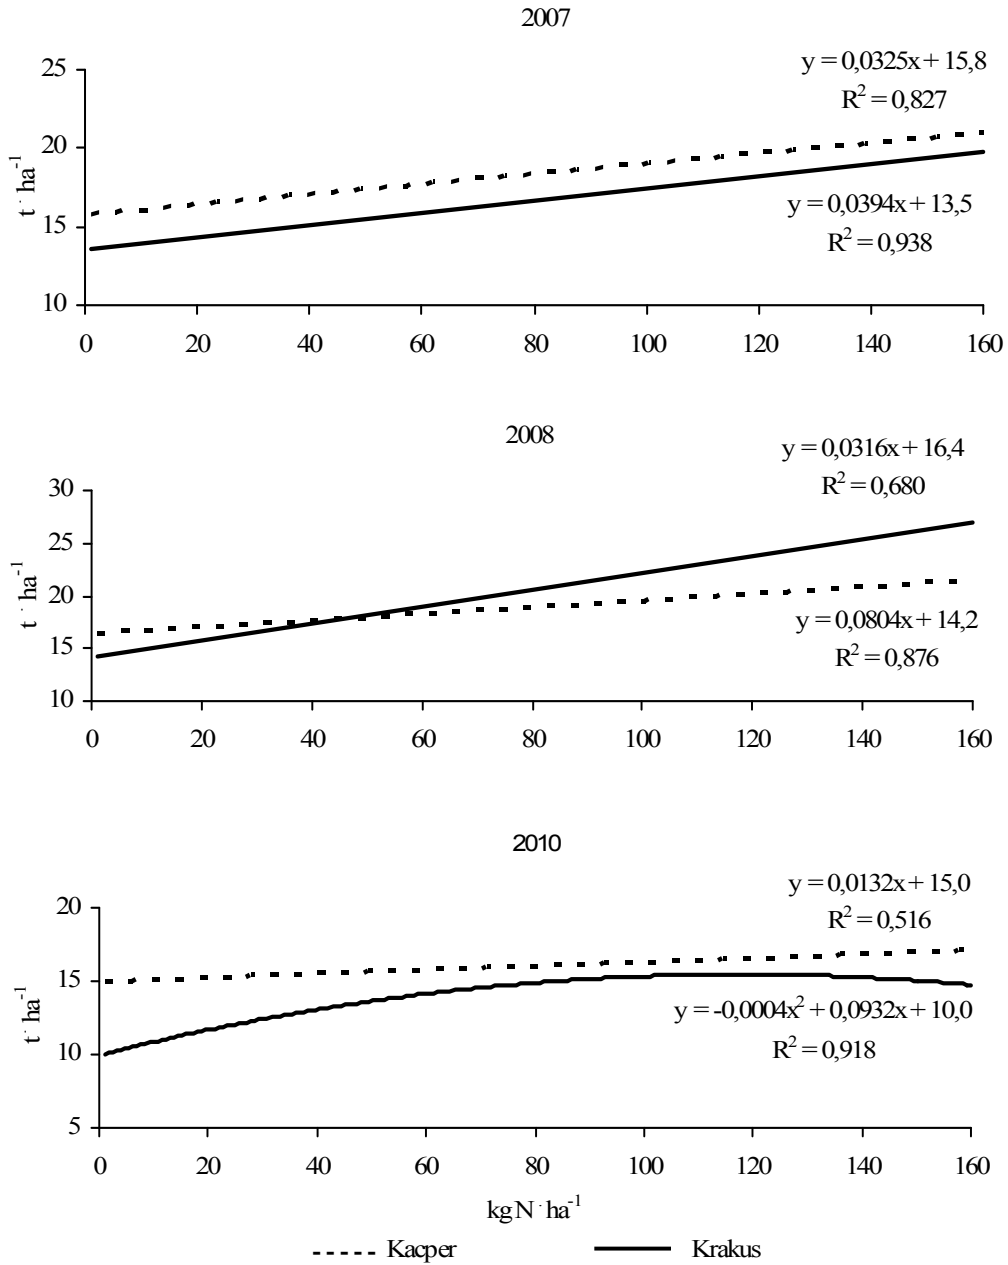 2007
y = 0,0325x + 15,8
R² = 0,827
25
20
15
10
t · ha⁻¹
y = 0,0394x + 13,5
R² = 0,938
0 20 40 60 80 100 120 140 160
2008
y = 0,0316x + 16,4
R² = 0,680
30
25
20
15
10
t · ha⁻¹
y = 0,0804x + 14,2
R² = 0,876
0 20 40 60 80 100 120 140 160
2010
y = 0,0132x + 15,0
R² = 0,516
20
15
10
5
t · ha⁻¹
y = -0,0004x² + 0,0932x + 10,0
R² = 0,918
0 20 40 60 80 100 120 140 160
kg N · ha⁻¹
Kacper Krakus